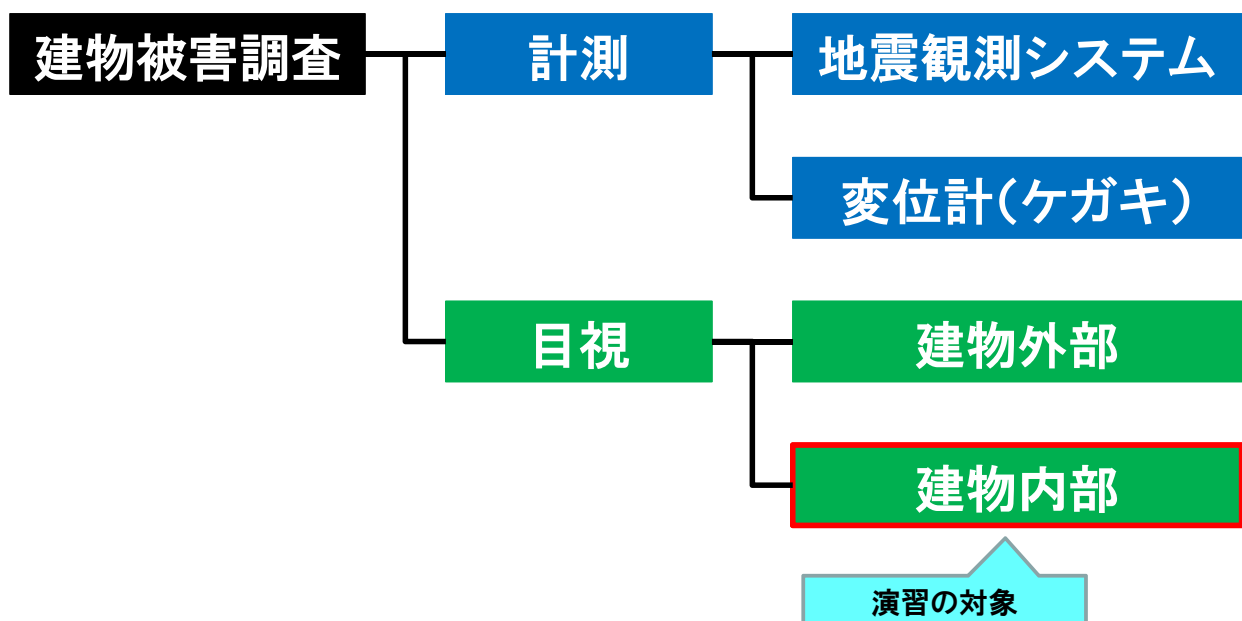 建物被害調査
計測
地震観測システム
変位計(ケガキ)
目視
建物外部
建物内部
演習の対象